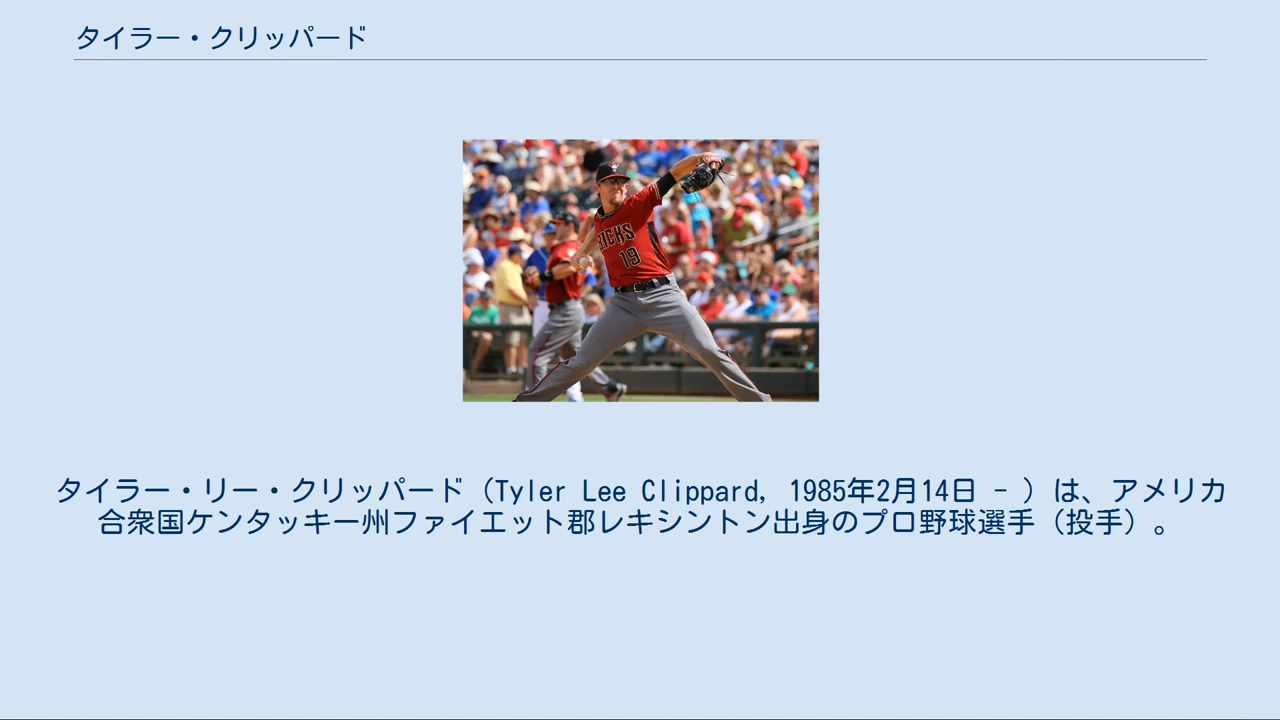 タイラー・クリッパード
D'BACKS
19
タイラー・リー・クリッパード（Tyler Lee Clippard, 1985年2月14日 - ）は、アメリカ
合衆国ケンタッキー州ファイエット郡レキシントン出身のプロ野球選手（投手）。